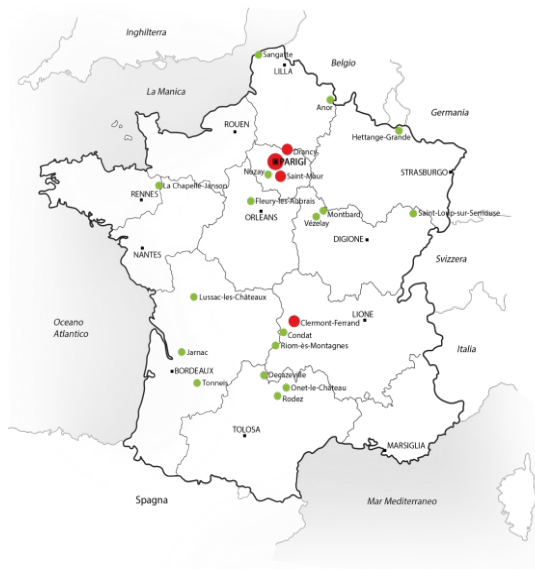 Inghilterra
Sangatte
LILLA
Belgio
La Manica
Anor
Germania
ROUEN
Hettange-Grande
Drancy
PARIGI
Nozay
Saint-Maur
STRASBURGO
La Chapelle-Janson
RENNES
Fleury-les-Aubrais
ORLÉANS
Montbard
Vézelay
Saint-Loup-sur-Semouse
DIGIONE
NANTES
Svizzera
Lussac-les-Châteaux
Oceano
Atlantico
Clermont-Ferrand
LIONE
Condat
Riom-ès-Montagnes
Italia
Jarnac
BORDEAUX
Tonneis
Decazeville
Onet-le-Château
Rodez
TOLOSA
MARSIGLIA
Spagna
Mar Mediterraneo